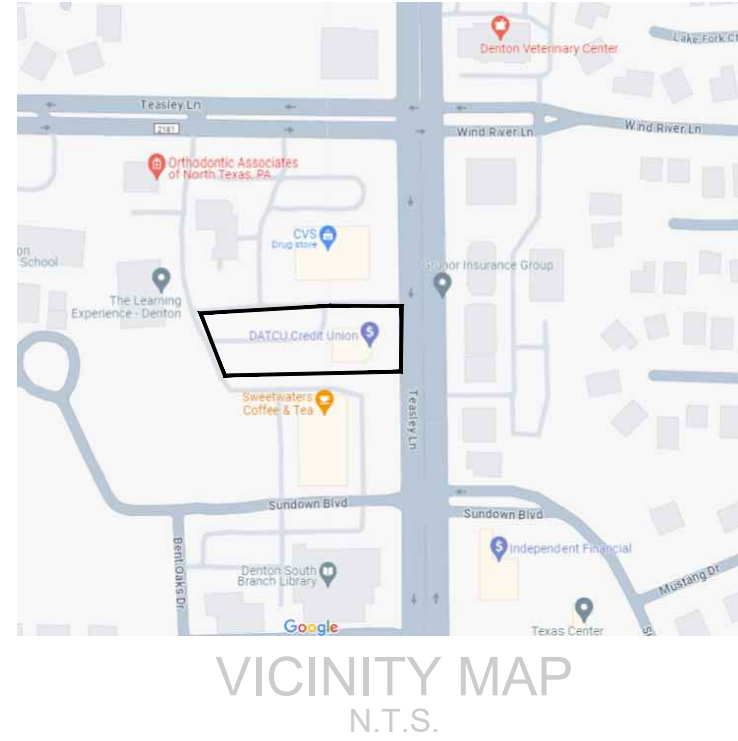 Denton Veterinary Center
Lake Fork Ct
Teasley Ln
2181
Wind River Ln
Wind River Ln
Orthodontic Associates
of North Texas, PA
CVS
Drug store
on
School
Insurance Group
The Learning
Experience - Denton
DATCU Credit Union
Sweetwaters
Coffee & Tea
Teasley Ln
Sundown Blvd
Sundown Blvd
Independent Financial
Bent Oaks Dr
Denton South
Branch Library
Mustang Dr
Google
Texas Center
VICINITY MAP
N.T.S.